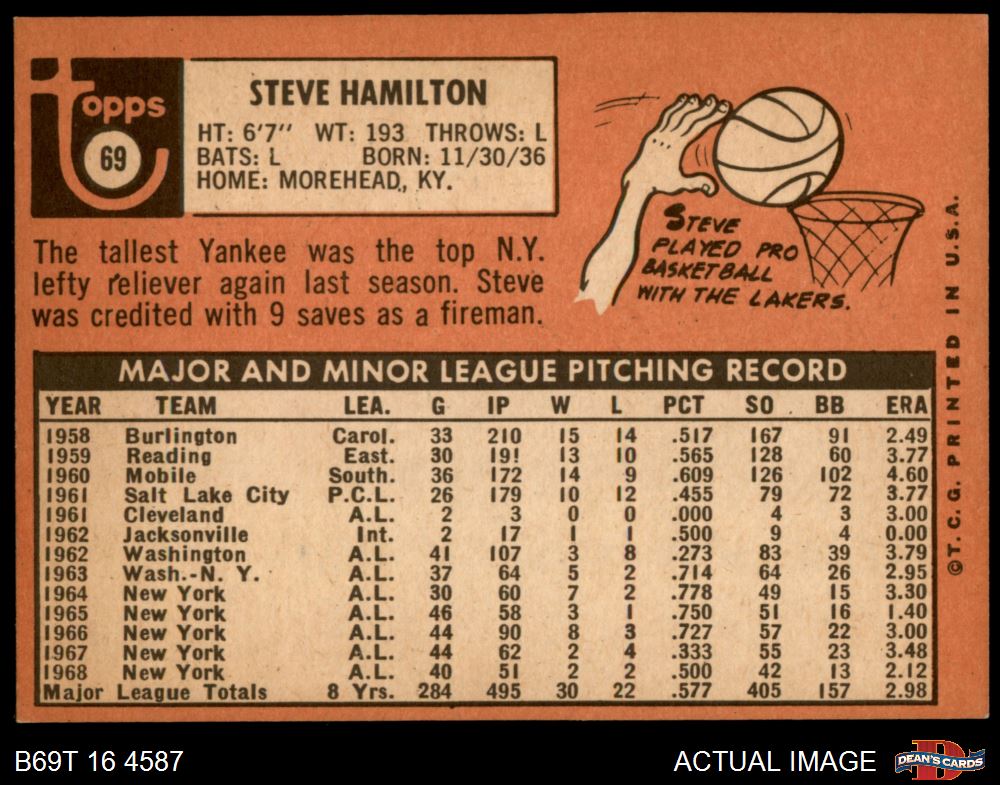 topps
69
STEVE HAMILTON
HT: 6'7" WT: 193 THROWS: L
BATS: L BORN: 11/30/36
HOME: MOREHEAD, KY.
The tallest Yankee was the top N.Y.
lefty reliever again last season. Steve
was credited with 9 saves as a fireman.
STEVE
PLAYED PRO
BASKETBALL
WITH THE LAKERS.
MAJOR AND MINOR LEAGUE PITCHING RECORD
YEAR TEAM LEA. G IP W L PCT SO BB ERA
1958 Burlington Carol. 33 210 15 14 .517 167 91 2.49
1959 Reading East. 30 191 13 10 .565 128 60 3.77
1960 Mobile South. 36 172 14 9 .609 126 102 4.60
1961 Salt Lake City P.C.L. 26 179 10 12 .455 79 72 3.77
1961 Cleveland A.L. 2 3 0 0 .000 4 3 3.00
1962 Jacksonville Int. 2 17 1 1 .500 9 4 0.00
1962 Washington A.L. 41 107 3 8 .273 83 39 3.79
1963 Wash.-N. Y. A.L. 37 64 5 2 .714 64 26 2.95
1964 New York A.L. 30 60 7 2 .778 49 15 3.30
1965 New York A.L. 46 58 3 1 .750 51 16 1.40
1966 New York A.L. 44 90 8 3 .727 57 22 3.00
1967 New York A.L. 44 62 2 4 .333 55 23 3.48
1968 New York A.L. 40 51 2 2 .500 42 13 2.12
Major League Totals 8 Yrs. 284 495 30 22 .577 405 157 2.98
©T. C. G. PRINTED IN U.S.A.
B69T 16 4587
ACTUAL IMAGE
D
DEAN'S CARDS